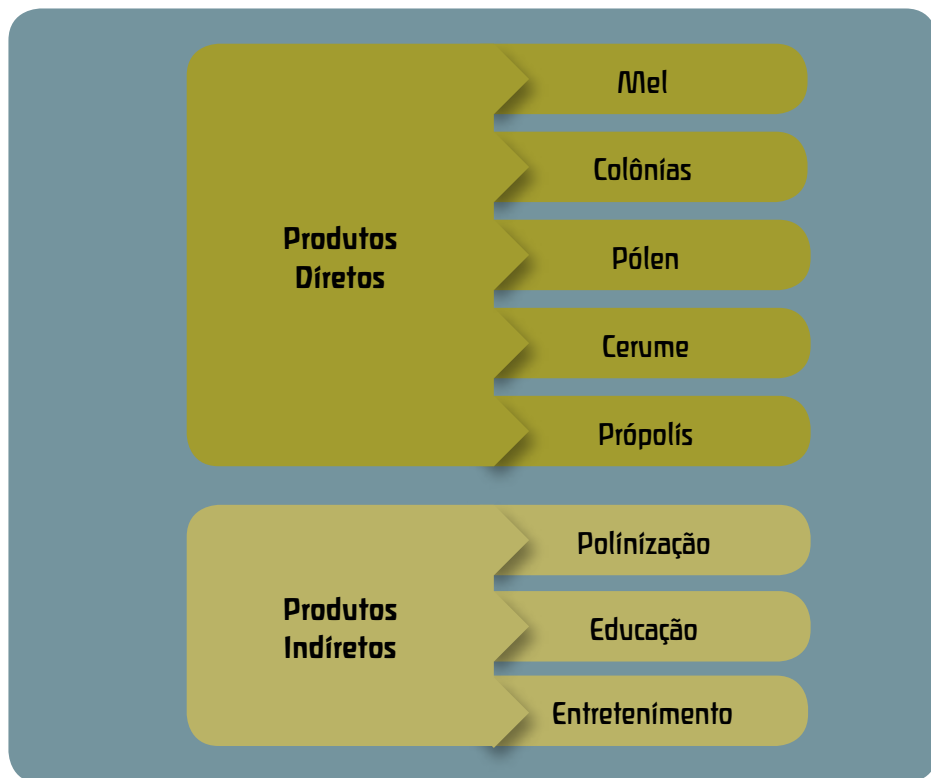 Produtos
Diretos
Mel
Colônias
Pólen
Cerume
Própolis
Produtos
Indiretos
Polinização
Educação
Entretenimento